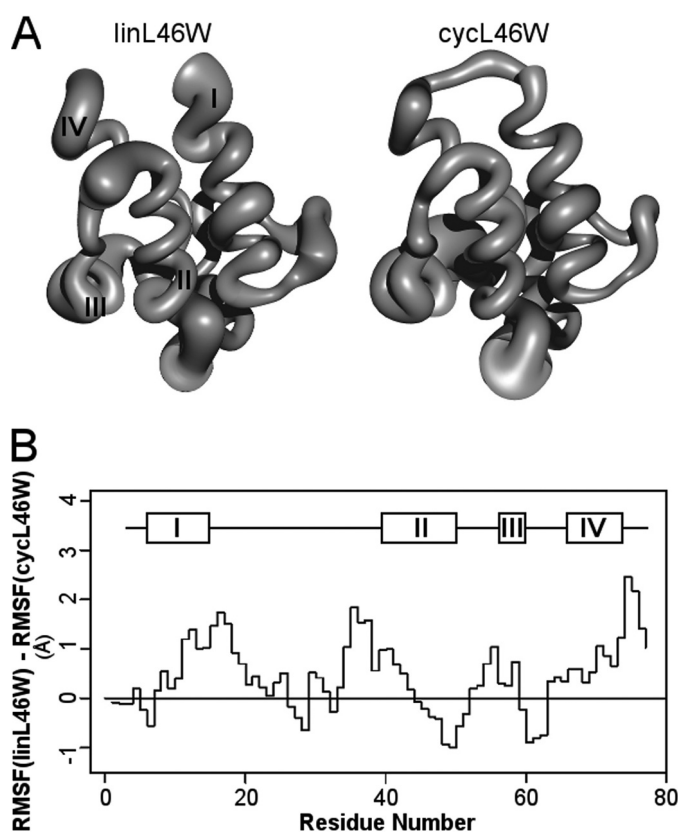 A
linL46W
cycL46W
I
IV
II
III
B
RMSF(linL46W) - RMSF(cycL46W)
(Å)
4
3
2
1
0
-1
I
II
III
IV
0
20
40
60
80
Residue Number